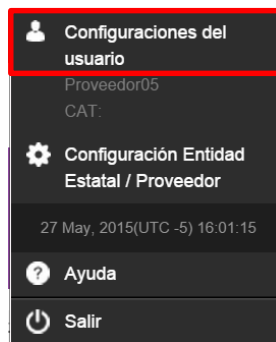 Configuraciones del
usuario
Proveedor05
CAT:
Configuración Entidad
Estatal / Proveedor
27 May, 2015(UTC -5) 16:01:15
Ayuda
Salir